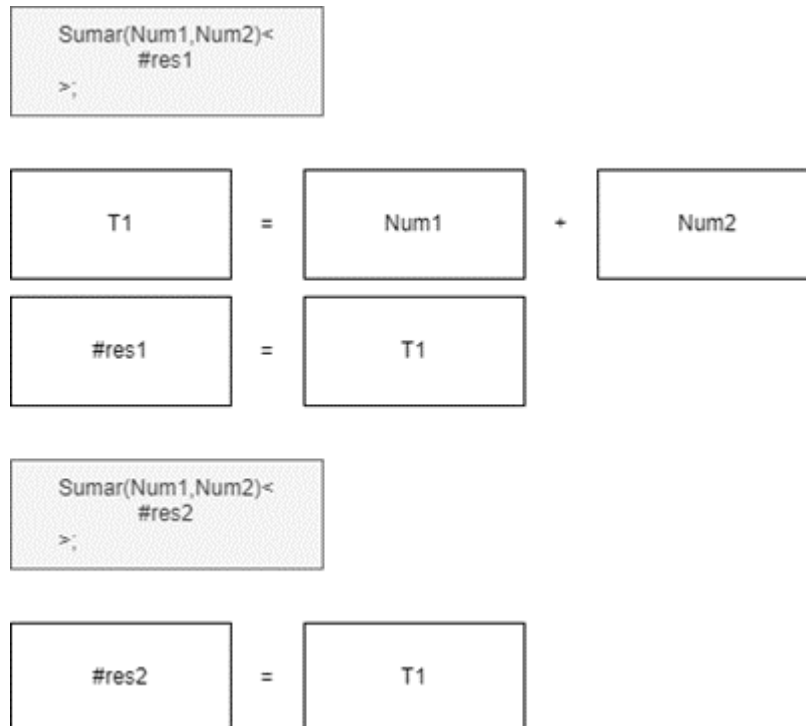 Sumar(Num1,Num2)<
#res1
>;
T1 = Num1 + Num2
#res1 = T1
Sumar(Num1,Num2)<
#res2
>;
#res2 = T1